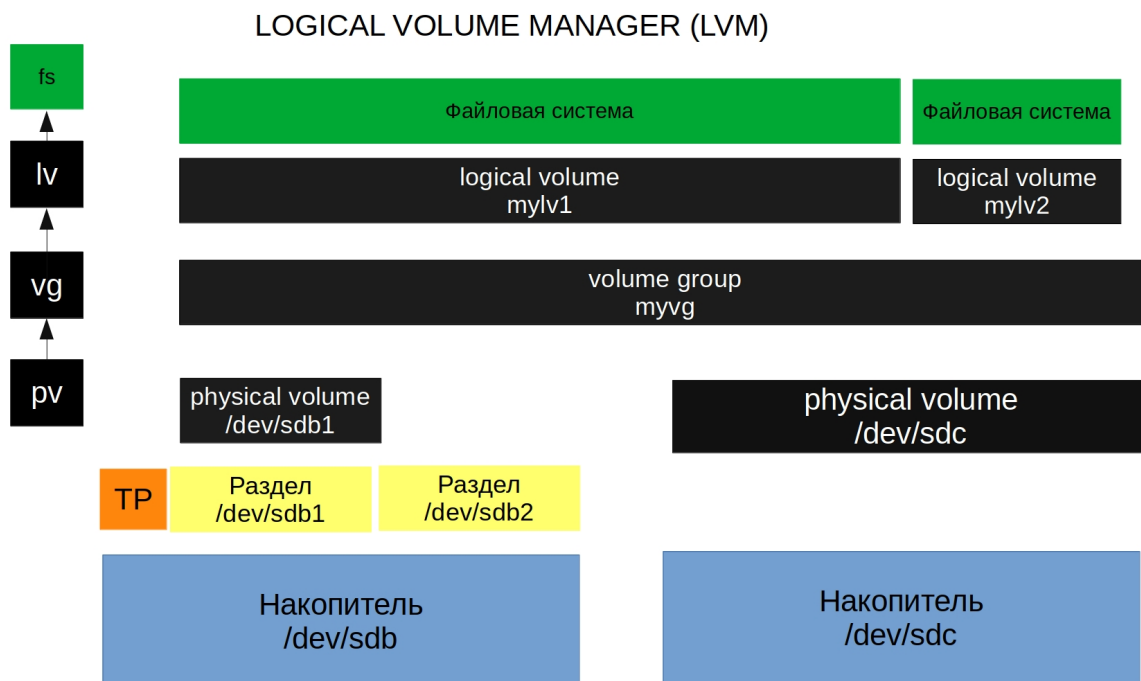 LOGICAL VOLUME MANAGER (LVM)
fs
Файловая система
Файловая система
lv
logical volume
mylv1
logical volume
mylv2
vg
volume group
myvg
pv
physical volume
/dev/sdb1
physical volume
/dev/sdc
TP
Раздел
/dev/sdb1
Раздел
/dev/sdb2
Накопитель
/dev/sdb
Накопитель
/dev/sdc